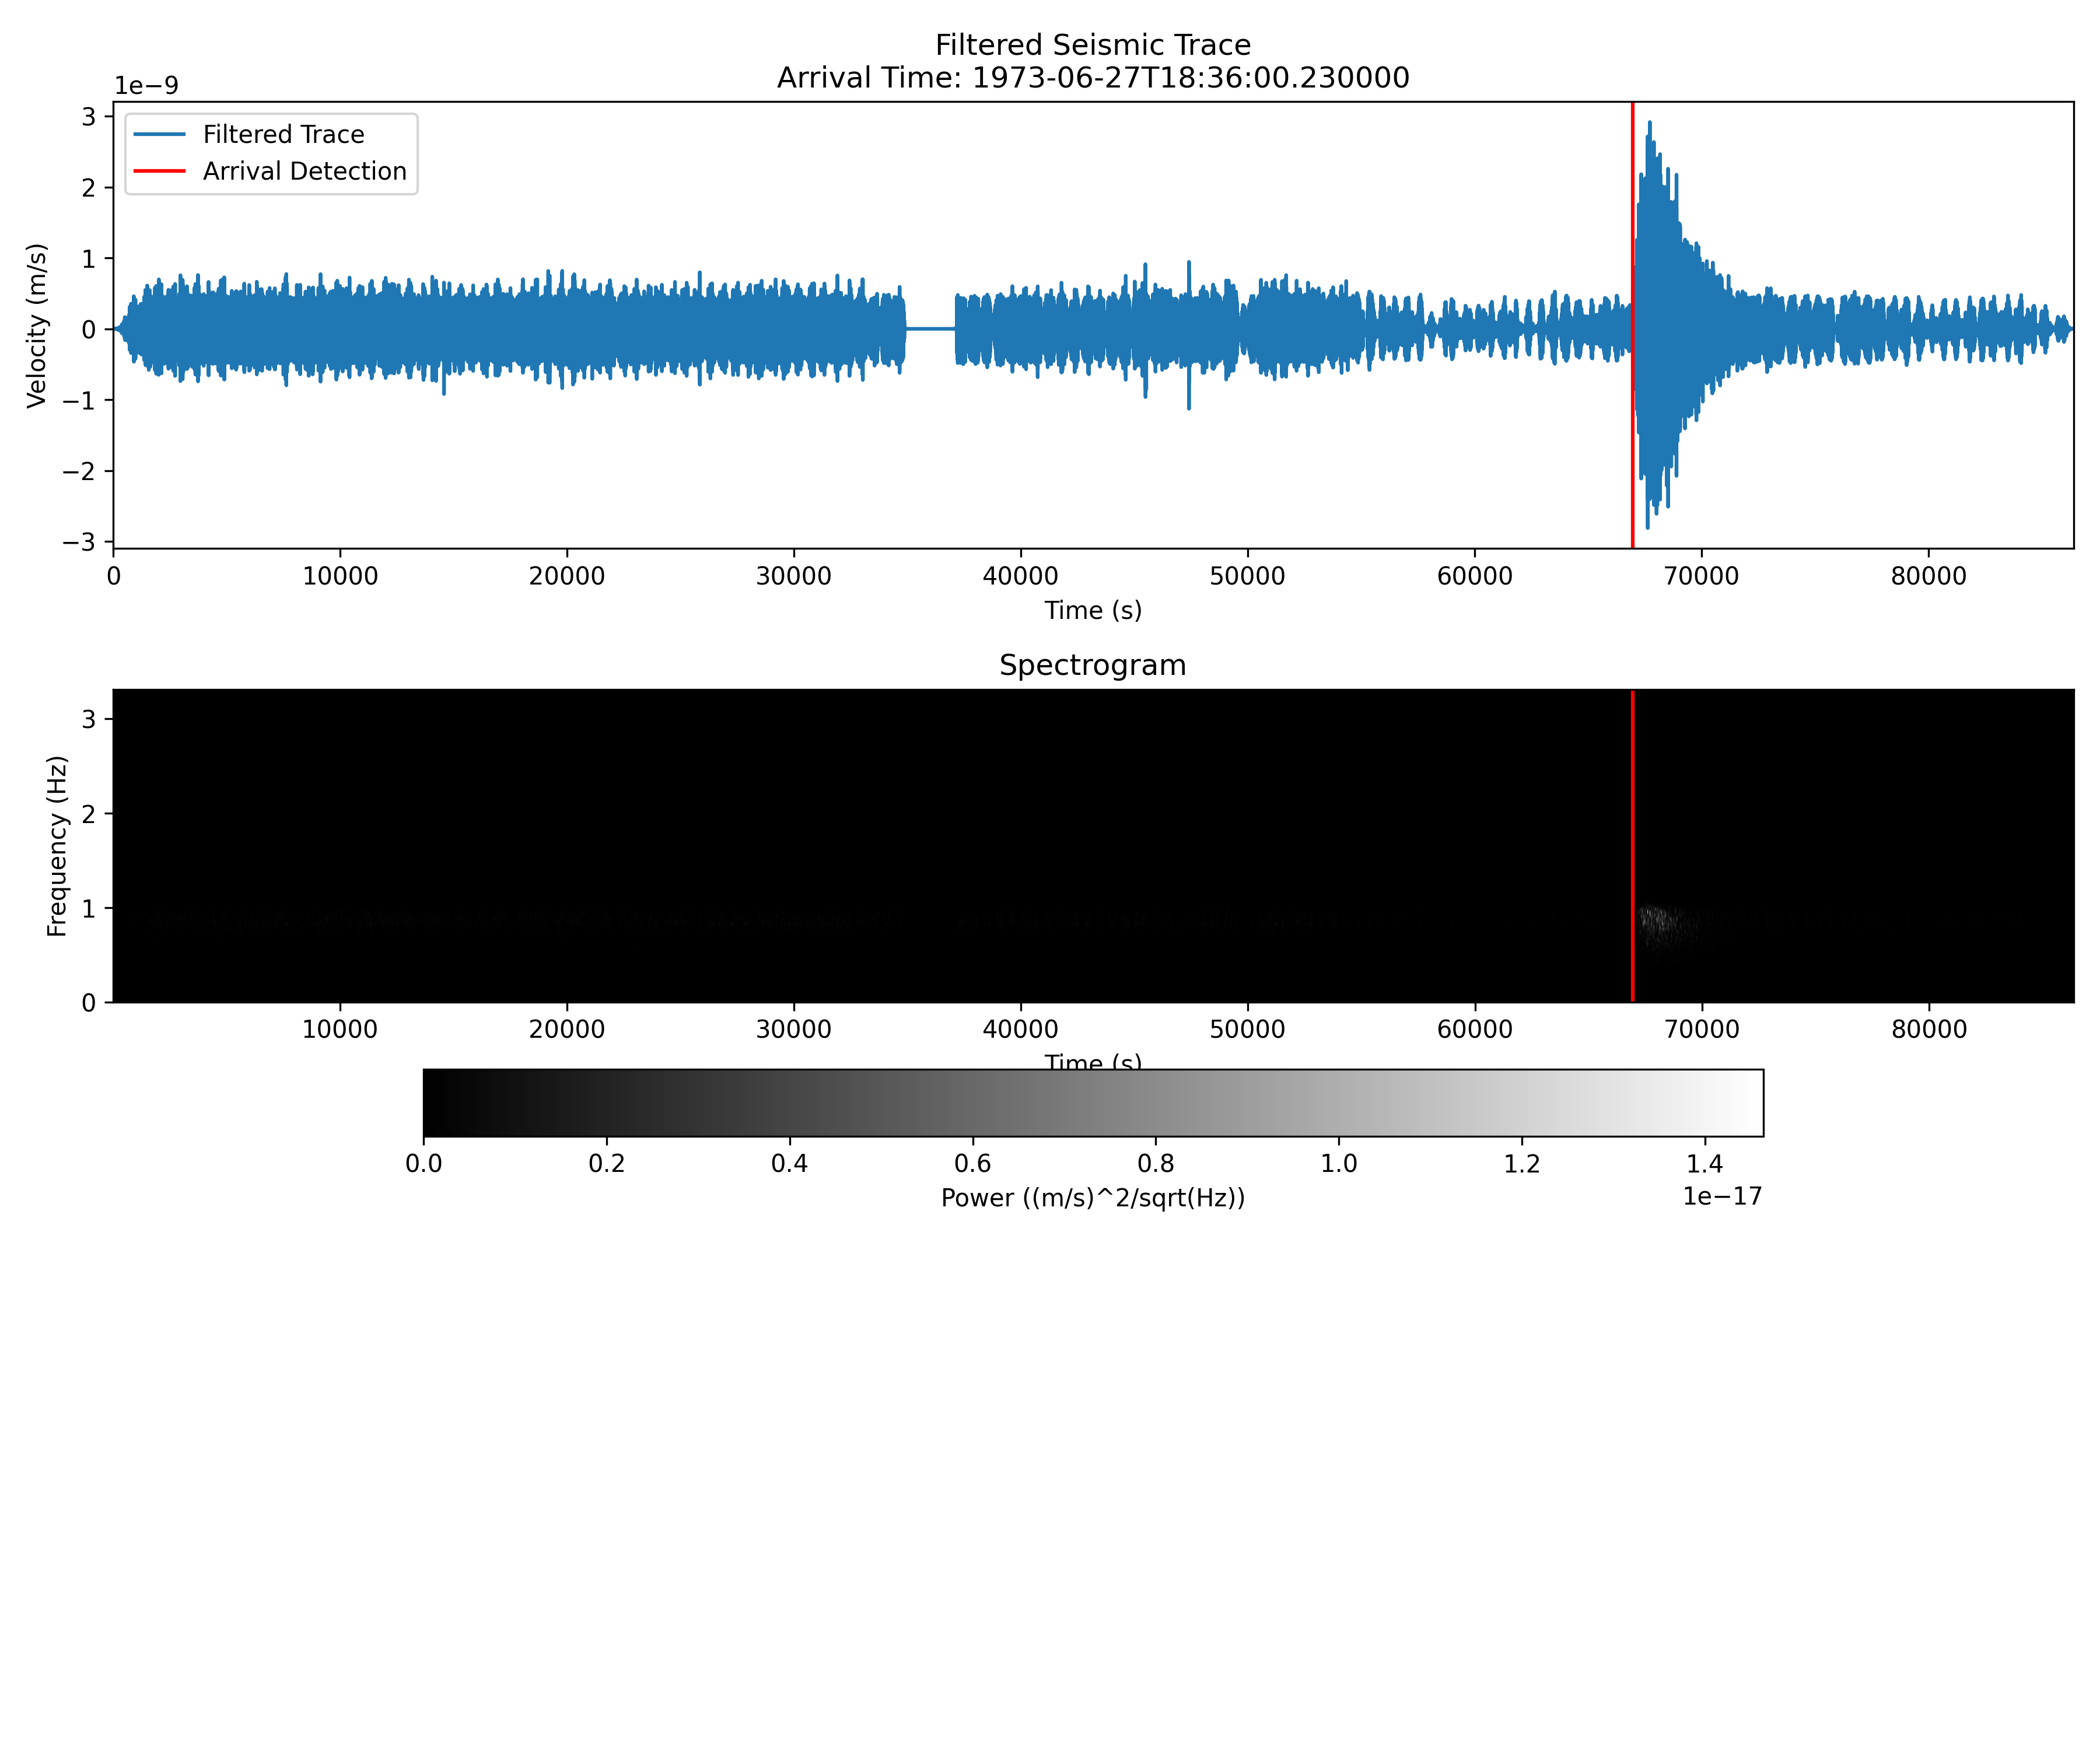 Filtered Seismic Trace
Arrival Time: 1973-06-27T18:36:00.230000
1e−9
Filtered Trace
Arrival Detection
Velocity (m/s)
3
2
1
0
−1
−2
−3
0 10000 20000 30000 40000 50000 60000 70000 80000
Time (s)
Spectrogram
Frequency (Hz)
3
2
1
0
10000 20000 30000 40000 50000 60000 70000 80000
Time (s)
0.0 0.2 0.4 0.6 0.8 1.0 1.2 1.4
1e−17
Power ((m/s)^2/sqrt(Hz))